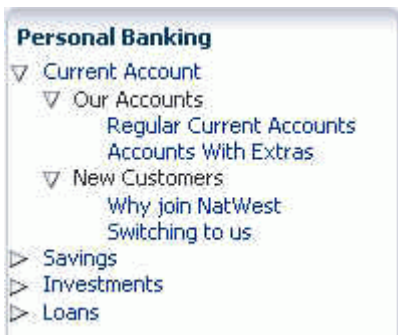 Personal Banking
Current Account
Our Accounts
Regular Current Accounts
Accounts With Extras
New Customers
Why join NatWest
Switching to us
Savings
Investments
Loans